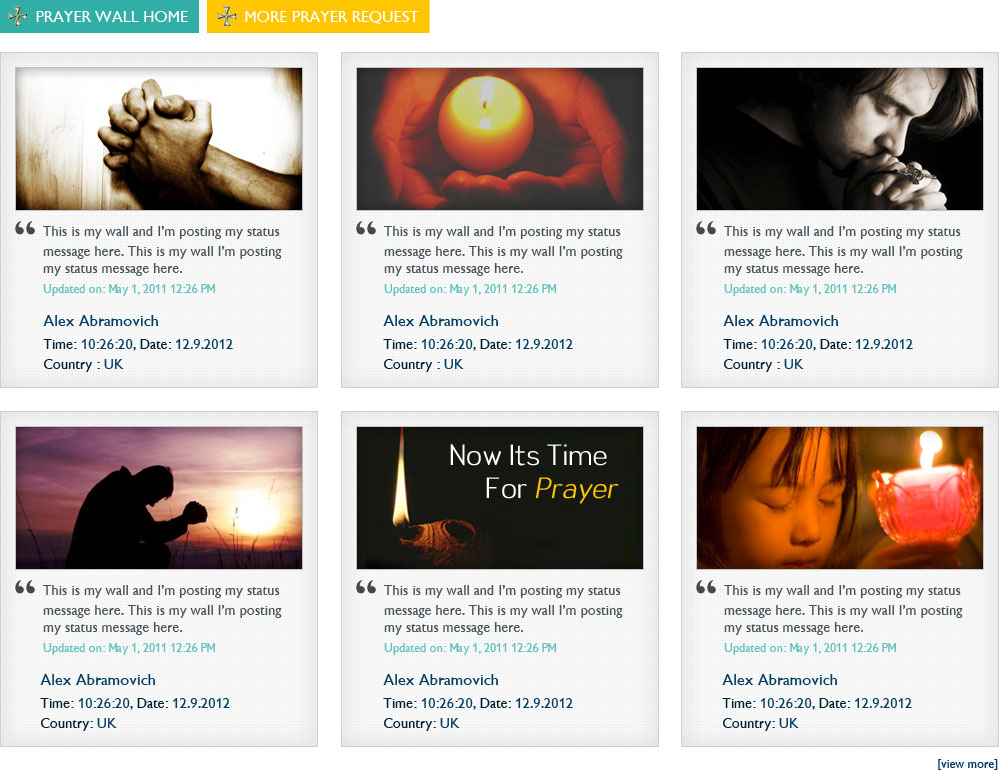 PRAYER WALL HOME
MORE PRAYER REQUEST
“ This is my wall and I’m posting my status
message here. This is my wall I’m posting
my status message here.
Updated on: May 1, 2011 12:26 PM
Alex Abramovich
Time: 10:26:20, Date: 12.9.2012
Country : UK
“ This is my wall and I’m posting my status
message here. This is my wall I’m posting
my status message here.
Updated on: May 1, 2011 12:26 PM
Alex Abramovich
Time: 10:26:20, Date: 12.9.2012
Country : UK
“ This is my wall and I’m posting my status
message here. This is my wall I’m posting
my status message here.
Updated on: May 1, 2011 12:26 PM
Alex Abramovich
Time: 10:26:20, Date: 12.9.2012
Country : UK
“ This is my wall and I’m posting my status
message here. This is my wall I’m posting
my status message here.
Updated on: May 1, 2011 12:26 PM
Alex Abramovich
Time: 10:26:20, Date: 12.9.2012
Country: UK
Now Its Time
For Prayer
“ This is my wall and I’m posting my status
message here. This is my wall I’m posting
my status message here.
Updated on: May 1, 2011 12:26 PM
Alex Abramovich
Time: 10:26:20, Date: 12.9.2012
Country: UK
“ This is my wall and I’m posting my status
message here. This is my wall I’m posting
my status message here.
Updated on: May 1, 2011 12:26 PM
Alex Abramovich
Time: 10:26:20, Date: 12.9.2012
Country: UK
[view more]